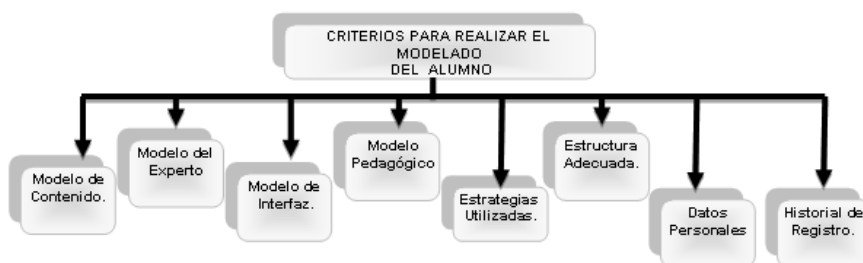 CRITERIOS PARA REALIZAR EL
MODELADO
DEL ALUMNO
Modelo de
Contenido.
Modelo del
Experto
Modelo de
Interfaz.
Modelo
Pedagógico
Estrategias
Utilizadas.
Estructura
Adecuada.
Datos
Personales
Historial de
Registro.